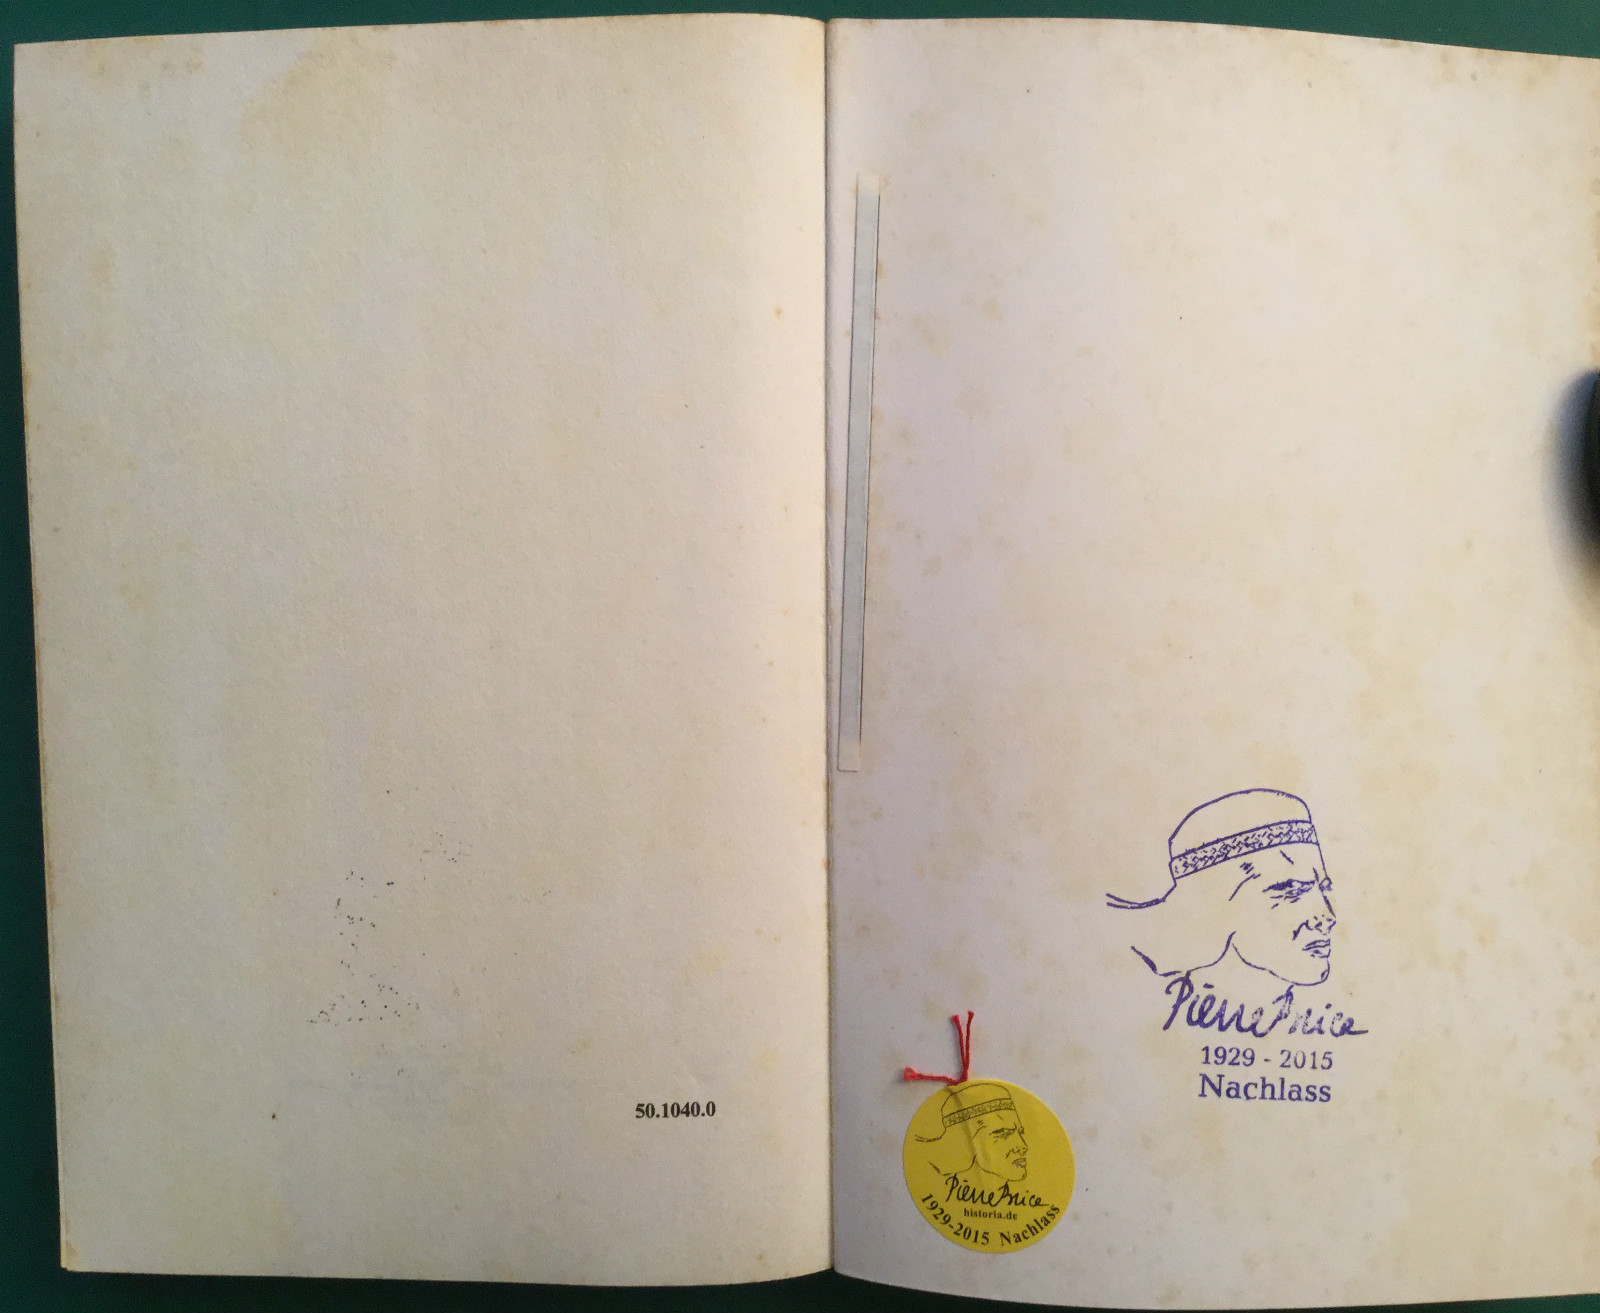 50.1040.0
Pierre Brice
1929 - 2015
Nachlass
Pierre Brice
historia.de
1929-2015 Nachlass